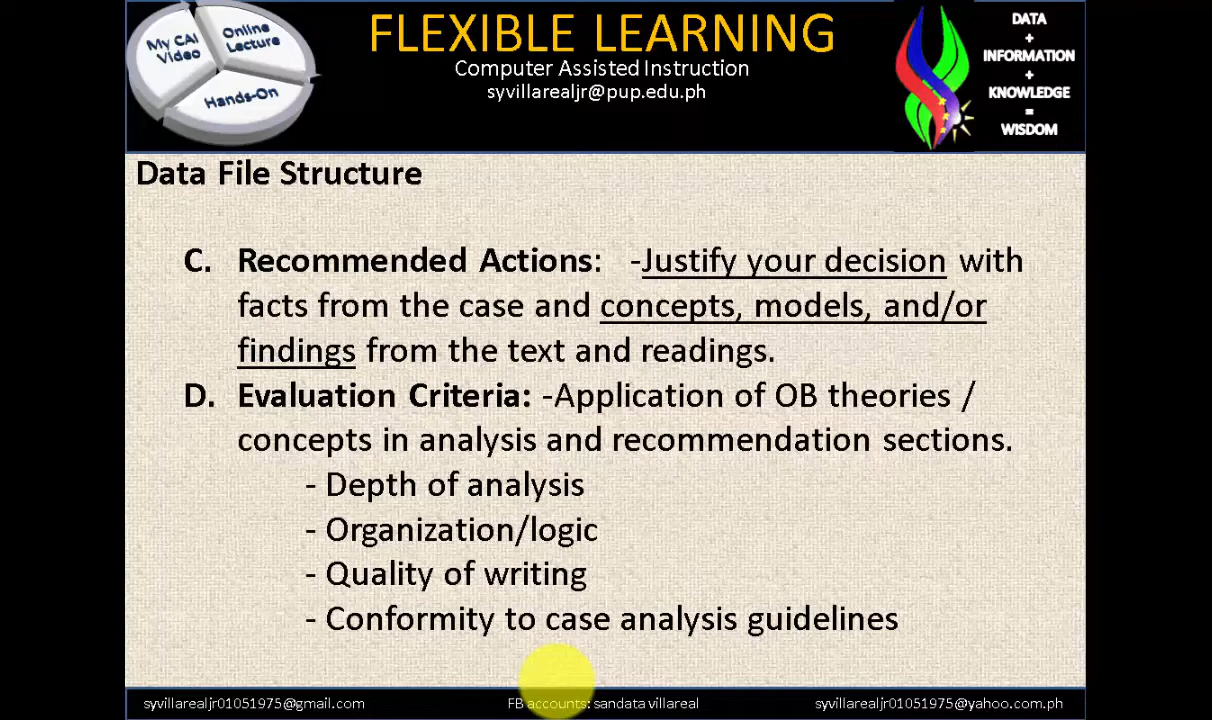 My CAI
Video
Online
Lecture
Hands-On
FLEXIBLE LEARNING
Computer Assisted Instruction
syvillarealjr@pup.edu.ph
DATA
+
INFORMATION
+
KNOWLEDGE
=
WISDOM
Data File Structure
C. Recommended Actions: -Justify your decision with
facts from the case and concepts, models, and/or
findings from the text and readings.
D. Evaluation Criteria: -Application of OB theories /
concepts in analysis and recommendation sections.
- Depth of analysis
- Organization/logic
- Quality of writing
- Conformity to case analysis guidelines
syvillarealjr01051975@gmail.com
FB accounts: sandata villareal
syvillarealjr01051975@yahoo.com.ph